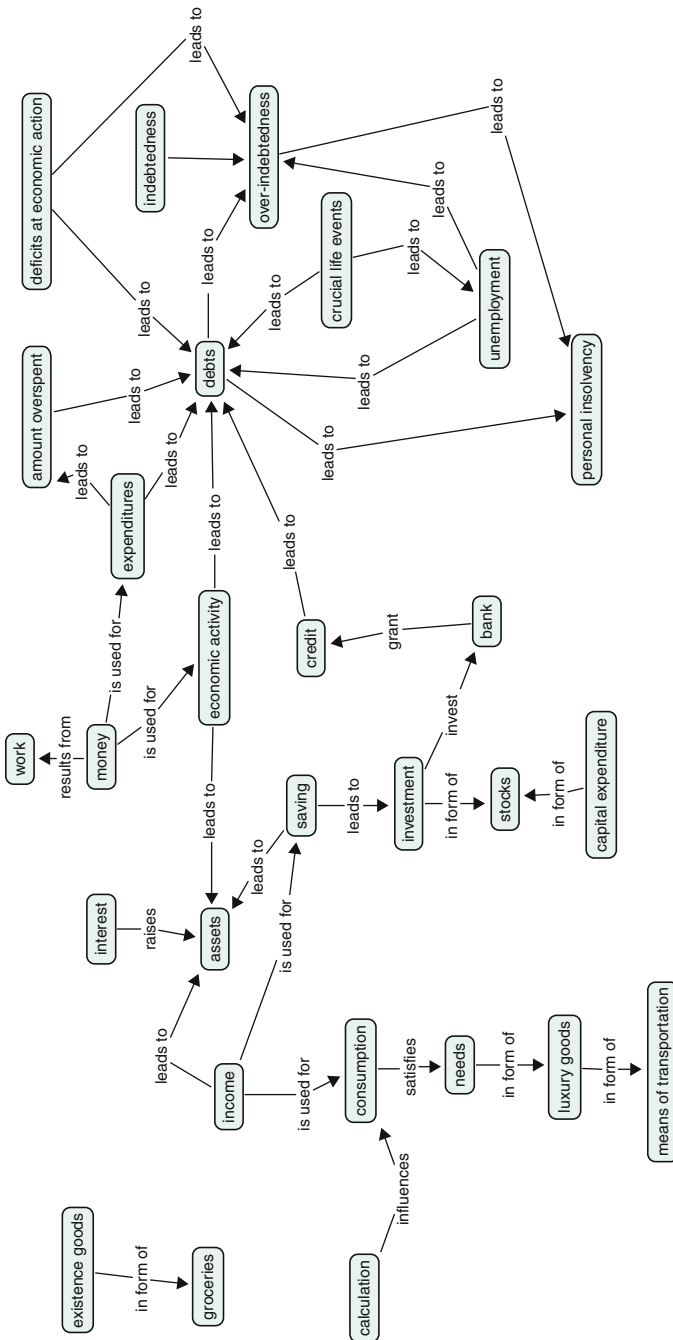 deficits at economic action
leads to
indebtedness
over-indebtedness
leads to
leads to
leads to
leads to
crucial life events
leads to
leads to
unemployment
leads to
personal insolvency
amount overspent
leads to
debts
leads to
expenditures
leads to
leads to
leads to
is used for
economic activity
leads to
credit
grant
bank
work
results from
money
is used for
leads to
saving
leads to
investment
invest
in form of
stocks
in form of
capital expenditure
interest
raises
assets
leads to
is used for
leads to
income
is used for
consumption
satisfies
needs
in form of
luxury goods
in form of
means of transportation
existence goods
in form of
groceries
influences
calculation